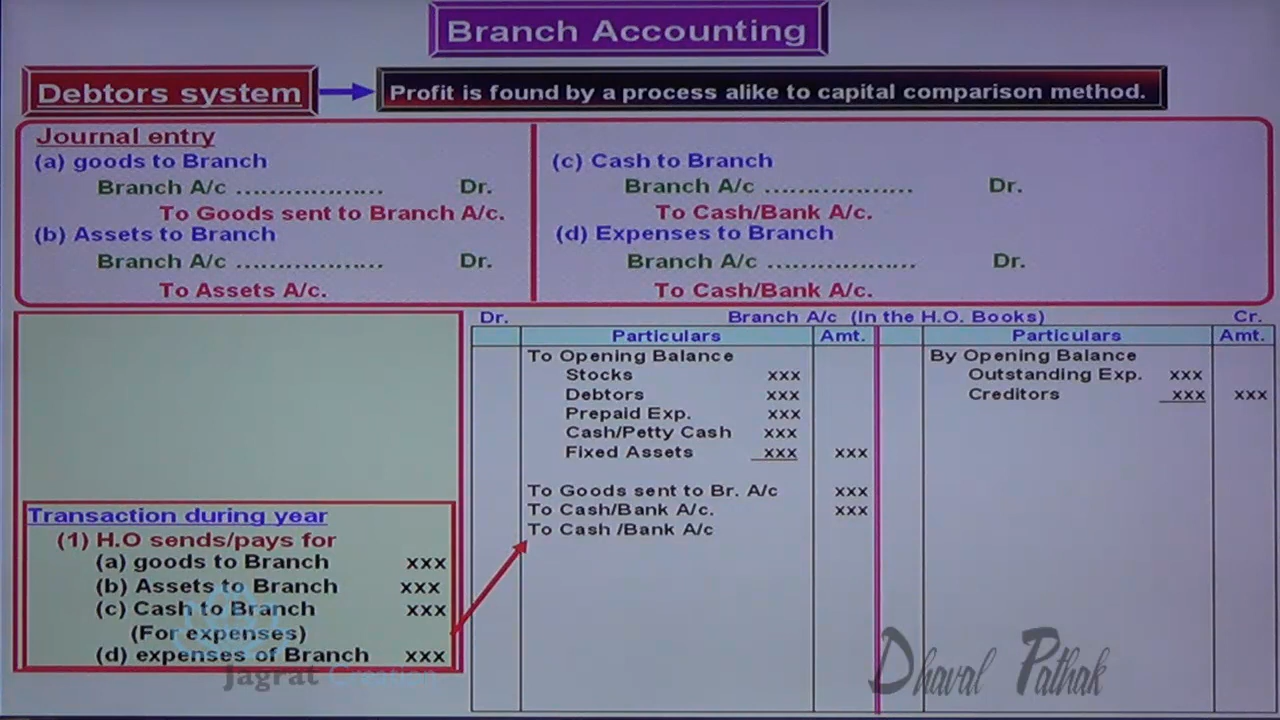 Branch Accounting
Debtors system
Profit is found by a process alike to capital comparison method.
Journal entry
(a) goods to Branch
Branch A/c .................. Dr.
To Goods sent to Branch A/c.
(b) Assets to Branch
Branch A/c .................. Dr.
To Assets A/c.
(c) Cash to Branch
Branch A/c .................. Dr.
To Cash/Bank A/c.
(d) Expenses to Branch
Branch A/c .................. Dr.
To Cash/Bank A/c.
Transaction during year
(1) H.O sends/pays for
(a) goods to Branch xxx
(b) Assets to Branch xxx
(c) Cash to Branch xxx
(For expenses)
(d) expenses of Branch xxx
Dr. Branch A/c (In the H.O. Books) Cr.
Particulars Amt. Particulars Amt.
To Opening Balance By Opening Balance
Stocks xxx Outstanding Exp. xxx
Debtors xxx Creditors xxx xxx
Prepaid Exp. xxx
Cash/Petty Cash xxx
Fixed Assets xxx xxx
To Goods sent to Br. A/c xxx
To Cash/Bank A/c. xxx
To Cash /Bank A/c
Jagrat Creation
Dhaval Pathak